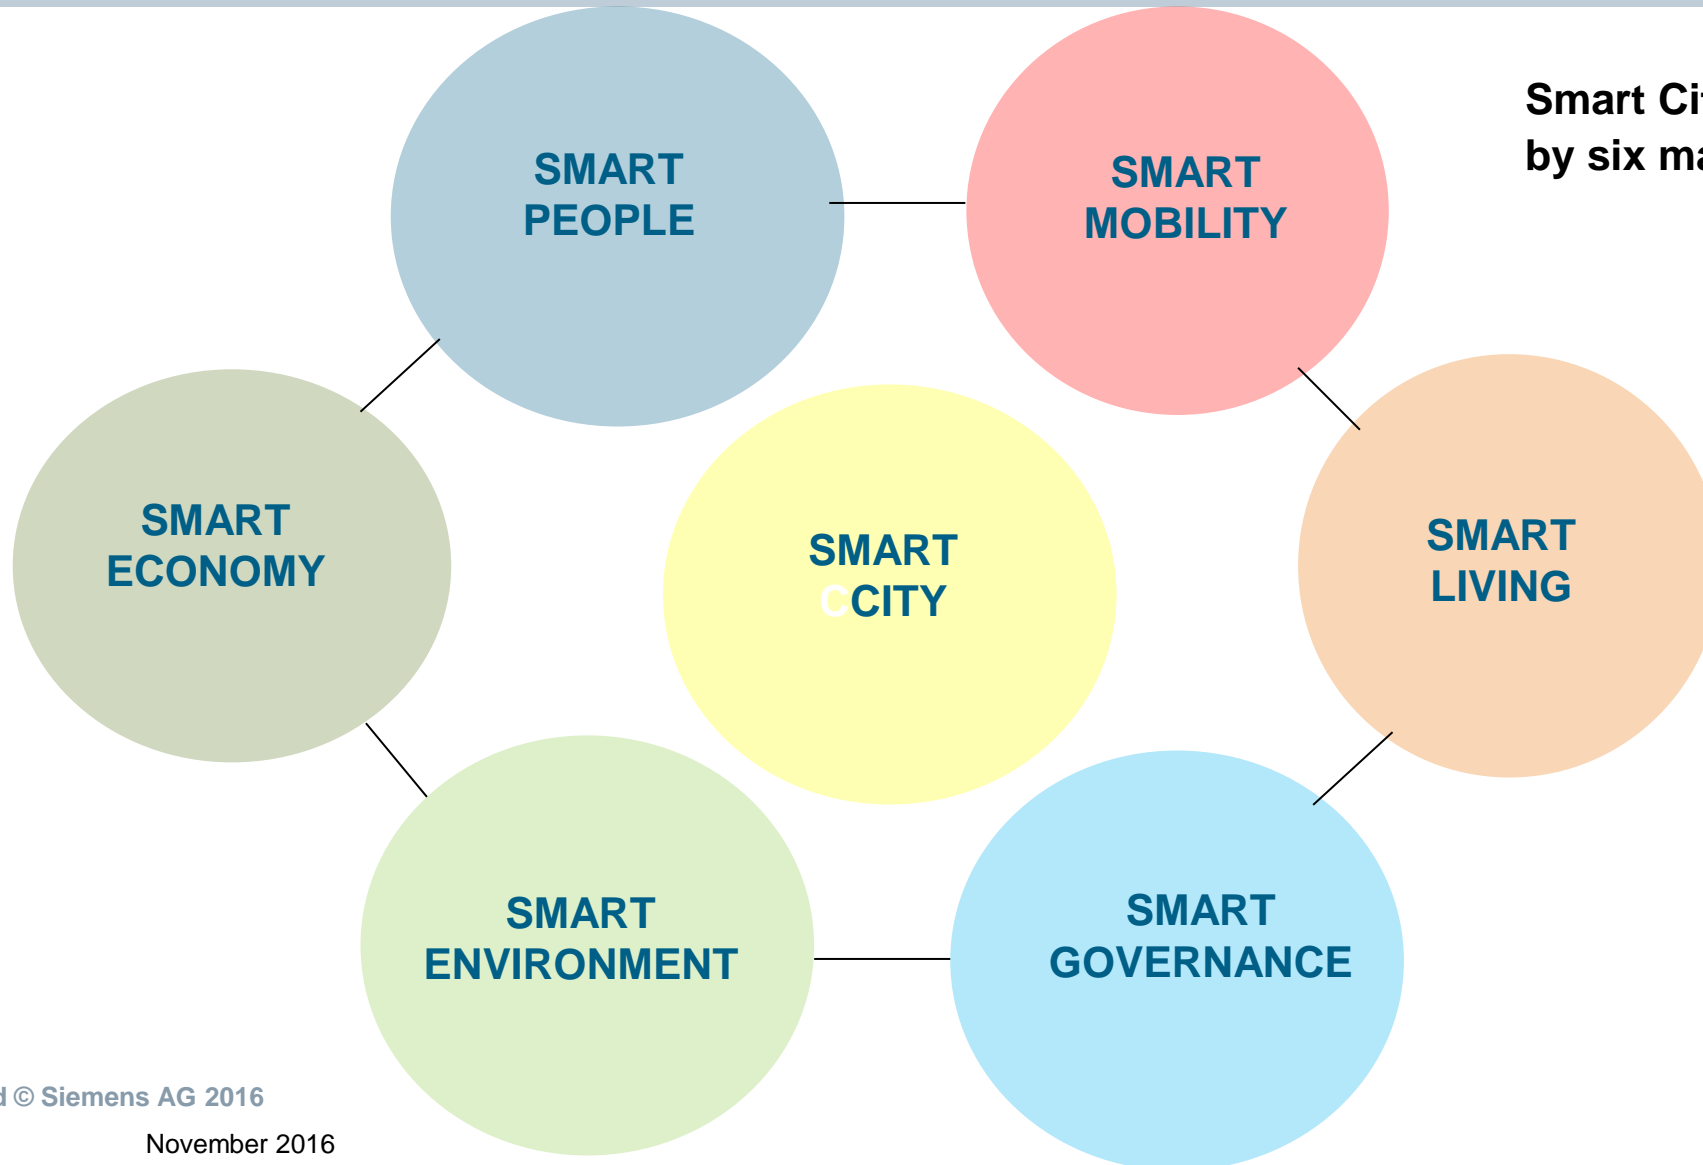 Smart Ci
by six ma
SMART
PEOPLE
SMART
MOBILITY
SMART
ECONOMY
SMART
CCITY
SMART
LIVING
SMART
ENVIRONMENT
SMART
GOVERNANCE
d © Siemens AG 2016
November 2016